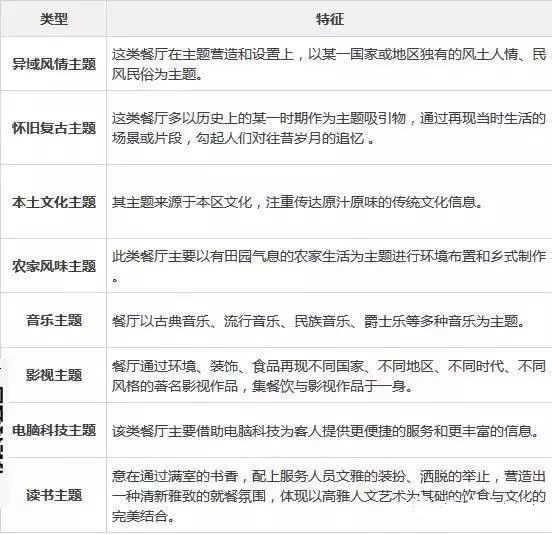 类型 特征
异域风情主题 这类餐厅在主题营造和设置上，以某一国家或地区独有的风土人情、民
风民俗为主题。
怀旧复古主题 这类餐厅多以历史上的某一时期作为主题吸引物，通过再现当时生活的
场景或片段，勾起人们对往昔岁月的追忆 。
本土文化主题 其主题来源于本区文化，注重传达原汁原味的传统文化信息。
农家风味主题 此类餐厅主要以有田园气息的农家生活为主题进行环境布置和乡式制作
。
音乐主题 餐厅以古典音乐、流行音乐、民族音乐、爵士乐等多种音乐为主题。
影视主题 餐厅通过环境、装饰、食品再现不同国家、不同地区、不同时代、不同
风格的著名影视作品，集餐饮与影视作品于一身。
电脑科技主题 该类餐厅主要借助电脑科技为客人提供更便捷的服务和更丰富的信息。
读书主题 意在通过满室的书香，配上服务人员文雅的装扮、洒脱的举止，营造出
一种清新雅致的就餐氛围，体现以高雅人文艺术为基础的饮食与文化的
完美结合。